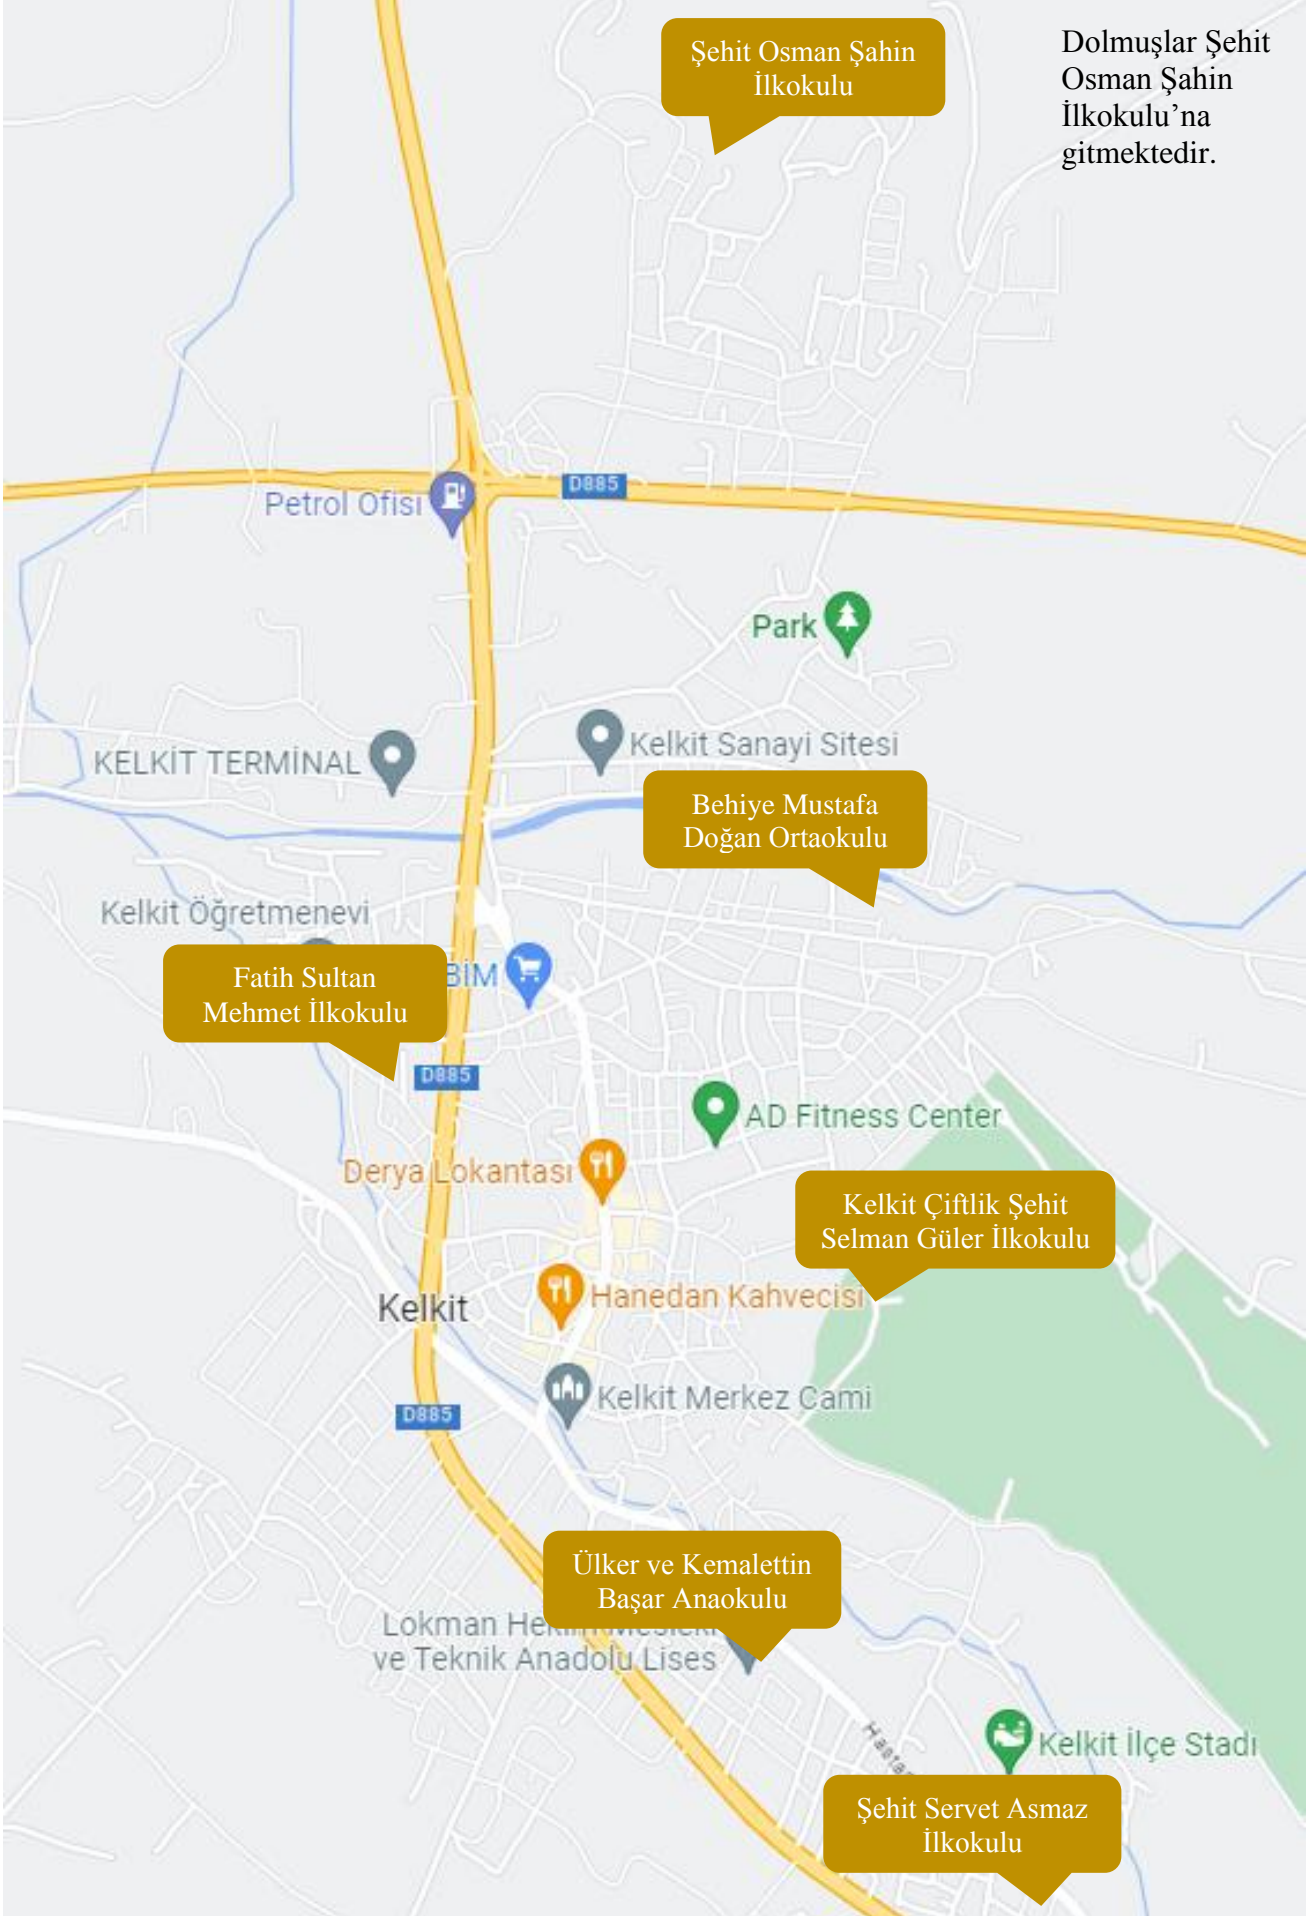 Şehit Osman Şahin
İlkokulu
Dolmuşlar Şehit
Osman Şahin
İlkokulu’na
gitmektedir.
D885
Petrol Ofisi
Park
Kelkit Sanayi Sitesi
KELKİT TERMİNAL
Behiye Mustafa
Doğan Ortaokulu
Kelkit Öğretmenevi
BİM
Fatih Sultan
Mehmet İlkokulu
D885
AD Fitness Center
Derya Lokantası
Kelkit Çiftlik Şehit
Selman Güler İlkokulu
Hanedan Kahvecisi
Kelkit
Kelkit Merkez Cami
D885
Ülker ve Kemalettin
Başar Anaokulu
Lokman
ve Teknik Anadolu Lises
Kelkit İlçe Stadı
Şehit Servet Asmaz
İlkokulu